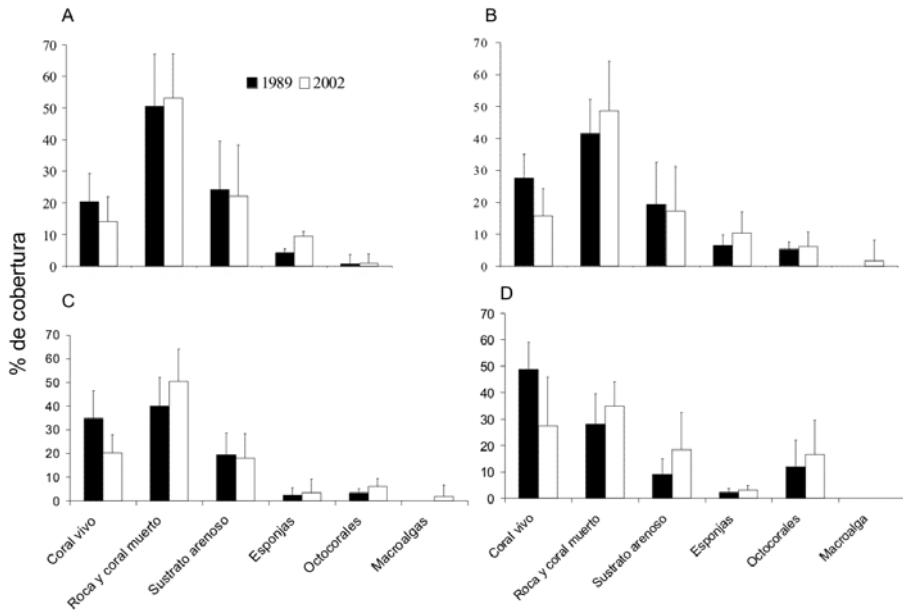 A
B
70
60
50
40
30
20
10
0
1989 2002
70
60
50
40
30
20
10
0
% de cobertura
C
D
70
60
50
40
30
20
10
0
70
60
50
40
30
20
10
0
Coral vivo
Roca y coral muerto
Sustrato arenoso
Esponjas
Octocorales
Macroalgas
Coral vivo
Roca y coral muerto
Sustrato arenoso
Esponjas
Octocorales
Macroalga